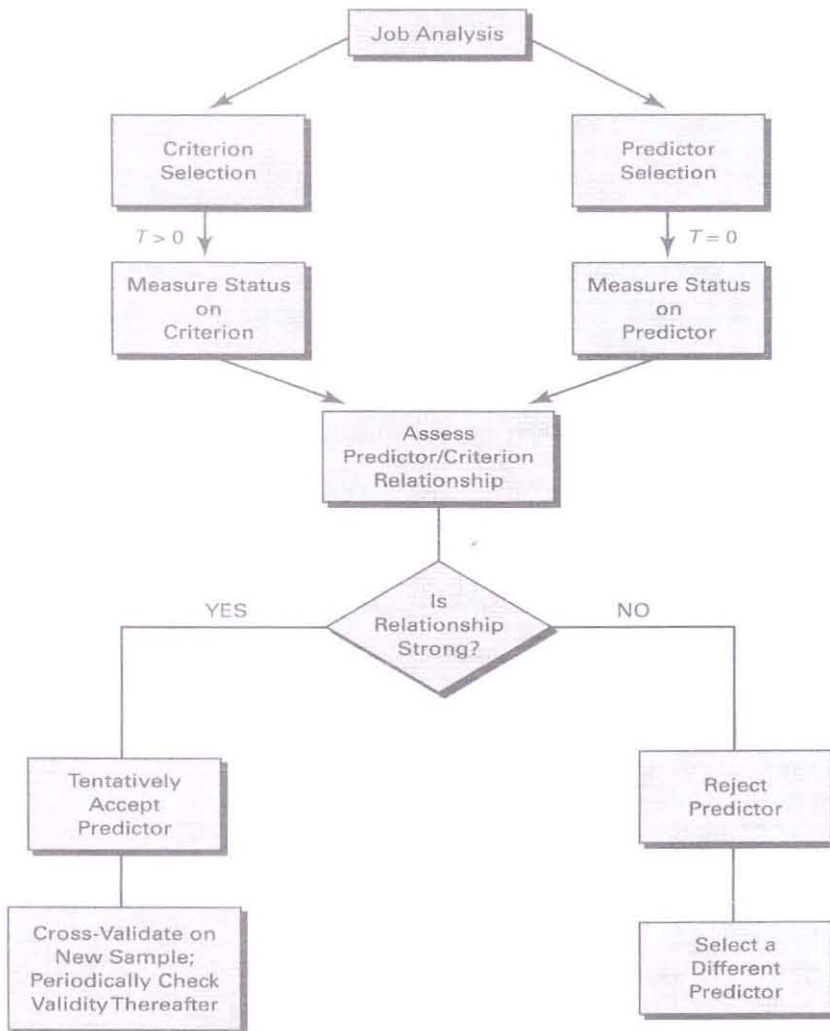 Job Analysis
Criterion
Selection
Predictor
Selection
T > 0
T = 0
Measure Status
on
Criterion
Measure Status
on
Predictor
Assess
Predictor/Criterion
Relationship
YES
Is
Relationship
Strong?
NO
Tentatively
Accept
Predictor
Reject
Predictor
Cross-Validate on
New Sample;
Periodically Check
Validity Thereafter
Select a
Different
Predictor